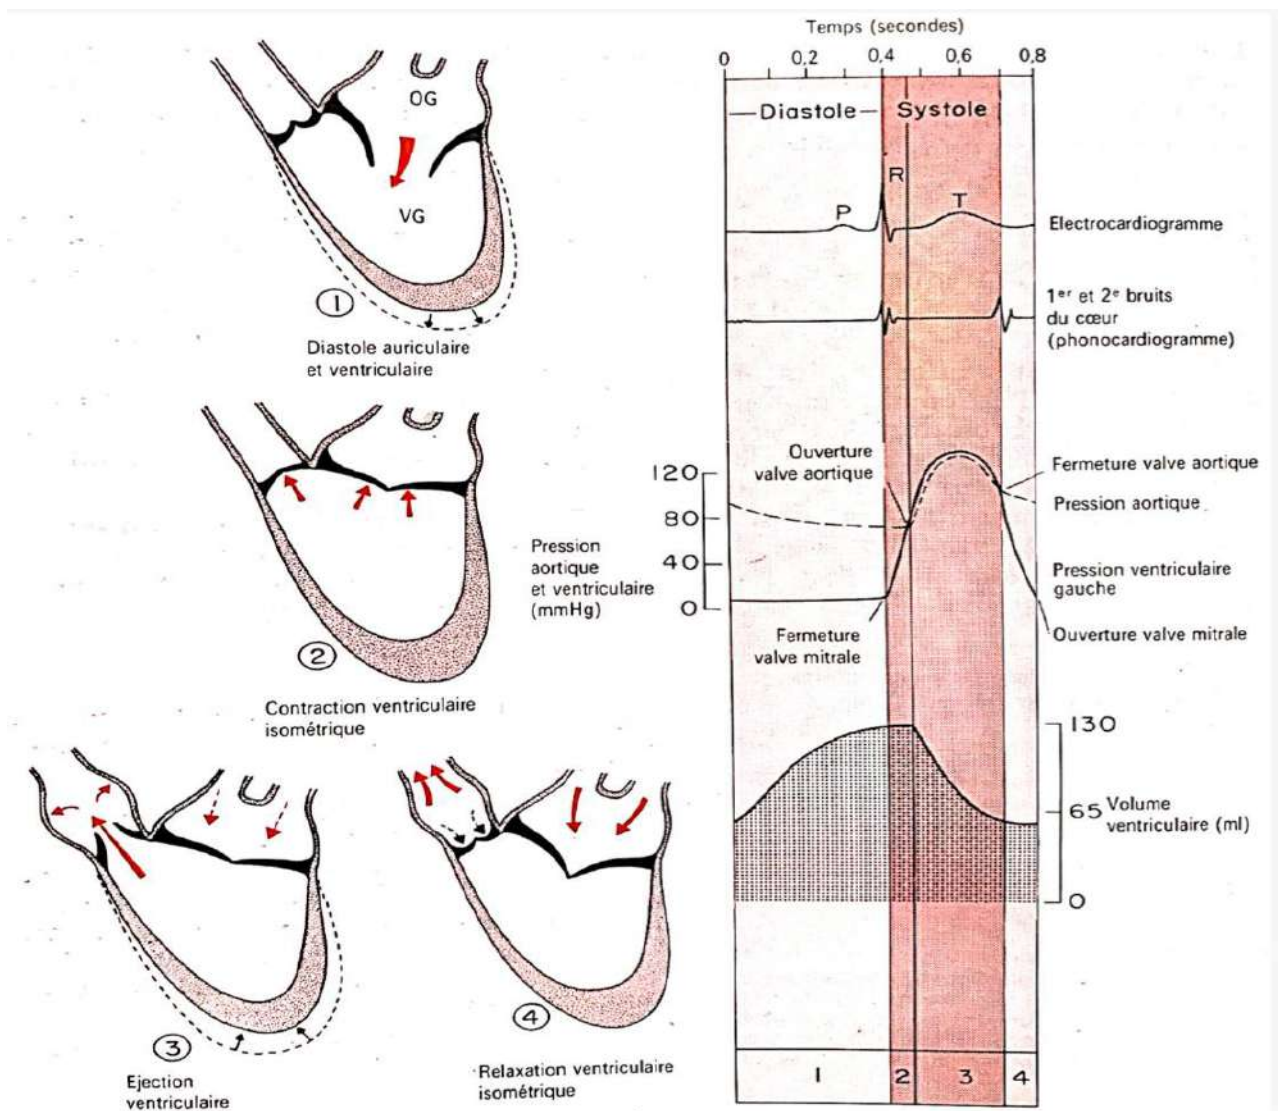 OG
VG
1
Diastole auriculaire
et ventriculaire
2
Contraction ventriculaire
isométrique
3
Ejection
ventriculaire
4
Relaxation ventriculaire
isométrique
Temps (secondes)
0 0,2 0,4 0,6 0,8
Diastole Systole
R
P T
Electrocardiogramme
1er et 2e bruits
du cœur
(phonocardiogramme)
Ouverture
valve aortique
120
80
40
0
Pression
aortique
et ventriculaire
(mmHg)
Fermeture
valve mitrale
Fermeture valve aortique
Pression aortique
Pression ventriculaire
gauche
Ouverture valve mitrale
130
65
0
Volume
ventriculaire (ml)
1 2 3 4